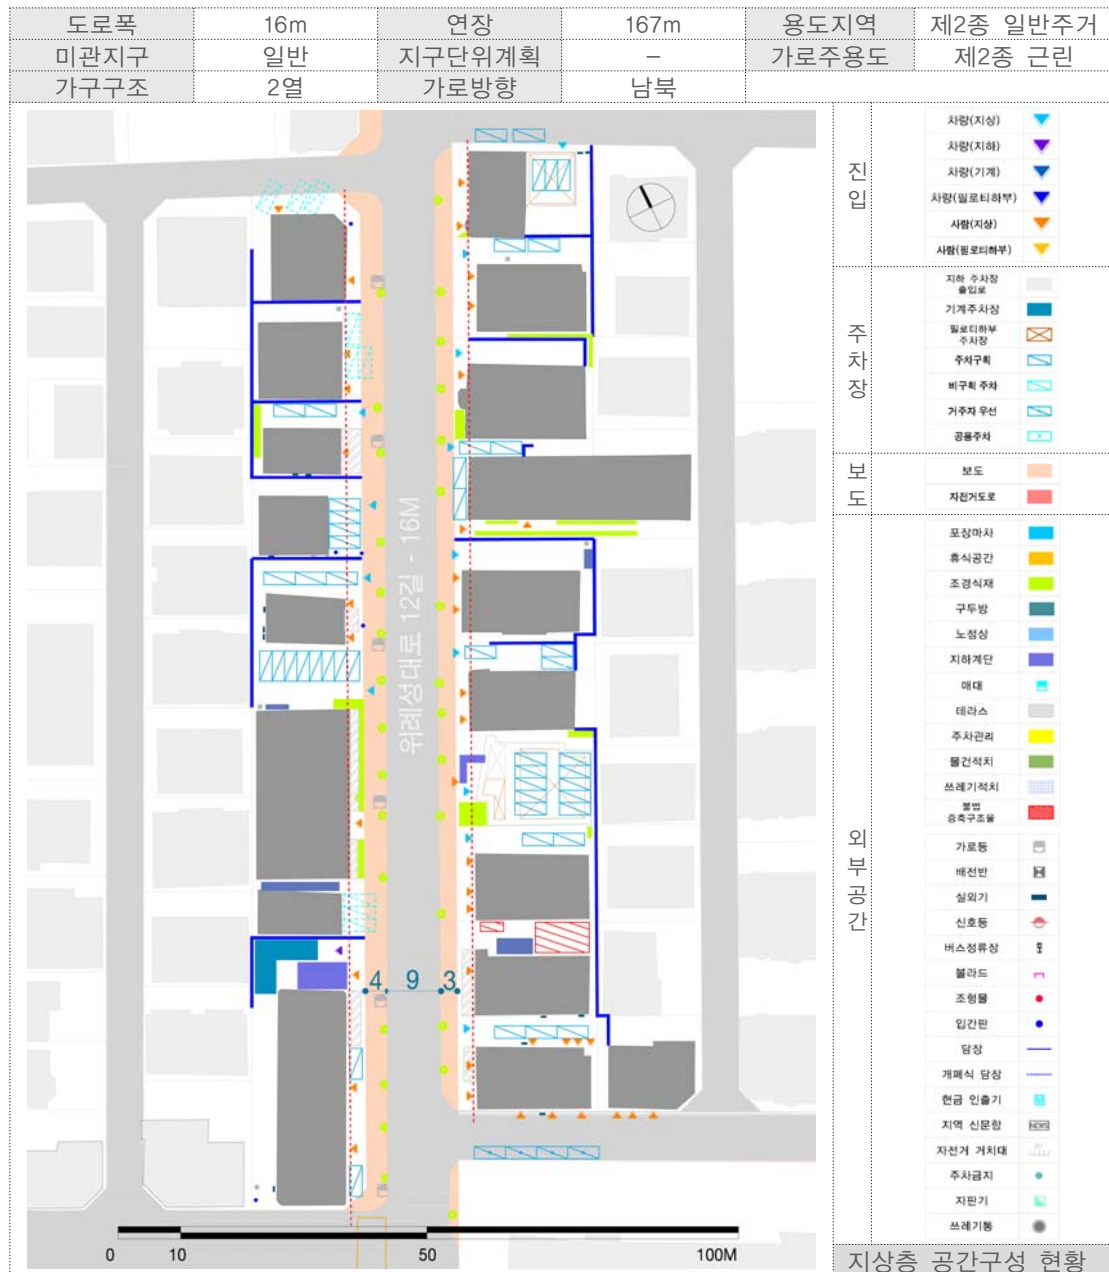 도로폭 16m 연장 167m 용도지역 제2종 일반주거
미관지구 일반 지구단위계획 – 가로주용도 제2종 근린
가구구조 2열 가로방향 남북
위례성대로 12길 - 16M
4 9 3
0 10 50 100M
진입
차량(지상)
차량(지하)
차량(기계)
차량(필로티하부)
사람(지상)
사람(필로티하부)
주차장
지하 주차장
출입로
기계주차장
필로티하부
주차장
주차구획
비구획 주차
거주자 우선
공용주차
보도
보도
자전거도로
외부공간
포장마차
휴식공간
조경식재
구두방
노점상
지하계단
매대
테라스
주차관리
물건적치
쓰레기적치
불법
증축구조물
가로등
배전반
실외기
신호등
버스정류장
볼라드
조형물
입간판
담장
개폐식 담장
현금 인출기
지역 신문함
NEWS
자전거 거치대
주차금지
자판기
쓰레기통
지상층 공간구성 현황